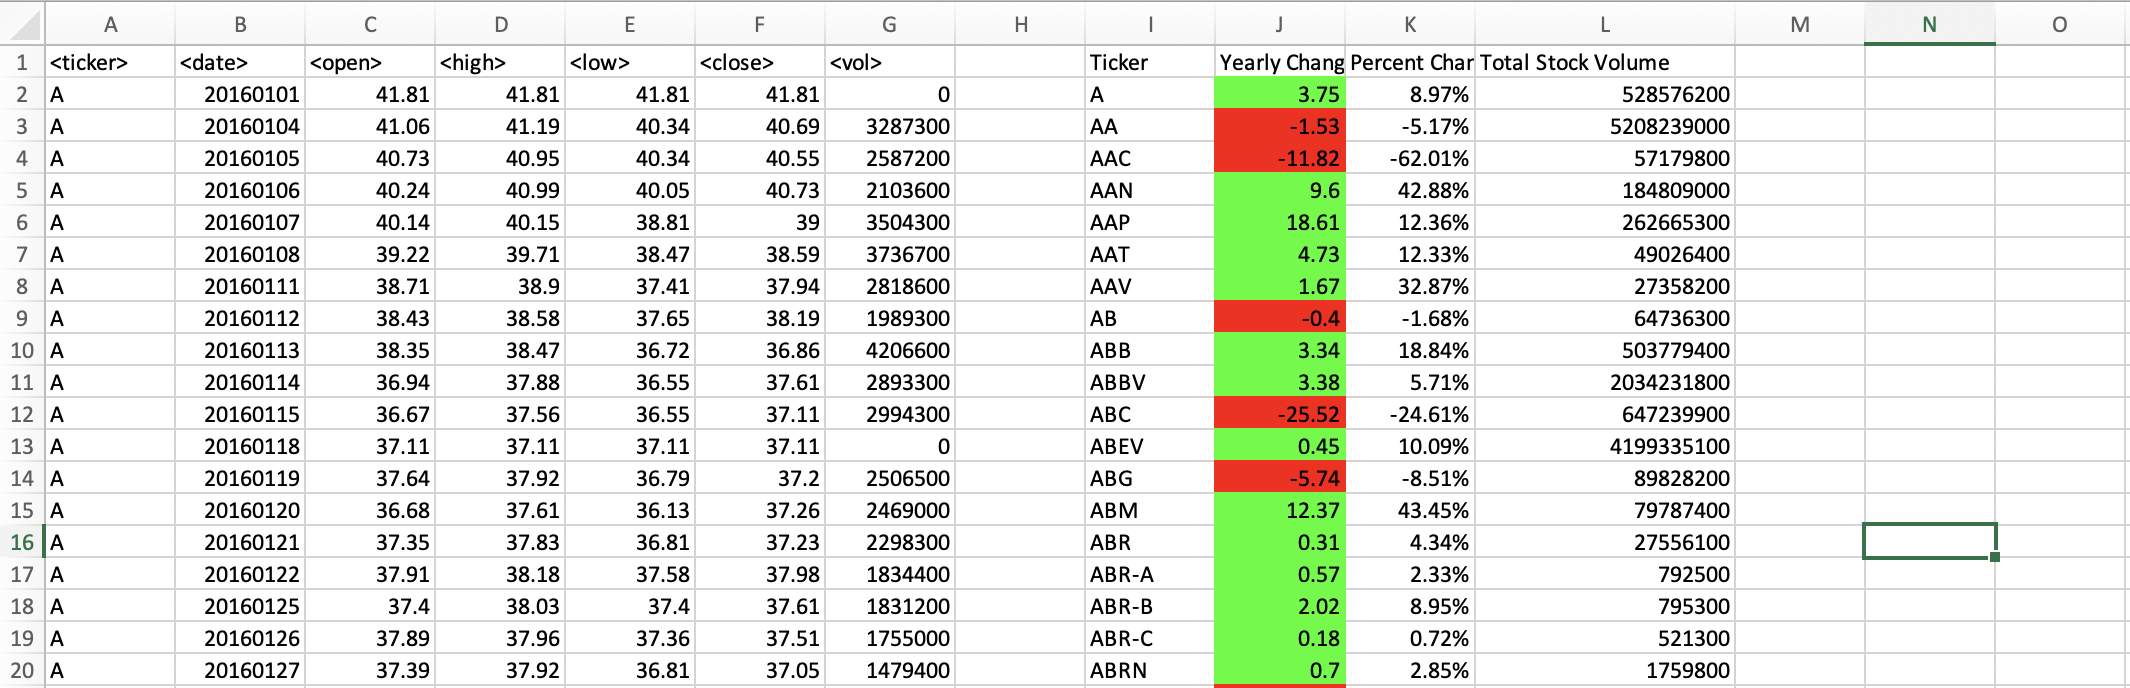 A B C D E F G H I J K L M N O
1 <ticker> <date> <open> <high> <low> <close> <vol> Ticker Yearly Chang Percent Char Total Stock Volume
2 A 20160101 41.81 41.81 41.81 41.81 0 A 3.75 8.97% 528576200
3 A 20160104 41.06 41.19 40.34 40.69 3287300 AA -1.53 -5.17% 5208239000
4 A 20160105 40.73 40.95 40.34 40.55 2587200 AAC -11.82 -62.01% 57179800
5 A 20160106 40.24 40.99 40.05 40.73 2103600 AAN 9.6 42.88% 184809000
6 A 20160107 40.14 40.15 38.81 39 3504300 AAP 18.61 12.36% 262665300
7 A 20160108 39.22 39.71 38.47 38.59 3736700 AAT 4.73 12.33% 49026400
8 A 20160111 38.71 38.9 37.41 37.94 2818600 AAV 1.67 32.87% 27358200
9 A 20160112 38.43 38.58 37.65 38.19 1989300 AB -0.4 -1.68% 64736300
10 A 20160113 38.35 38.47 36.72 36.86 4206600 ABB 3.34 18.84% 503779400
11 A 20160114 36.94 37.88 36.55 37.61 2893300 ABBV 3.38 5.71% 2034231800
12 A 20160115 36.67 37.56 36.55 37.11 2994300 ABC -25.52 -24.61% 647239900
13 A 20160118 37.11 37.11 37.11 37.11 0 ABEV 0.45 10.09% 4199335100
14 A 20160119 37.64 37.92 36.79 37.2 2506500 ABG -5.74 -8.51% 89828200
15 A 20160120 36.68 37.61 36.13 37.26 2469000 ABM 12.37 43.45% 79787400
16 A 20160121 37.35 37.83 36.81 37.23 2298300 ABR 0.31 4.34% 27556100
17 A 20160122 37.91 38.18 37.58 37.98 1834400 ABR-A 0.57 2.33% 792500
18 A 20160125 37.4 38.03 37.4 37.61 1831200 ABR-B 2.02 8.95% 795300
19 A 20160126 37.89 37.96 37.36 37.51 1755000 ABR-C 0.18 0.72% 521300
20 A 20160127 37.39 37.92 36.81 37.05 1479400 ABRN 0.7 2.85% 1759800